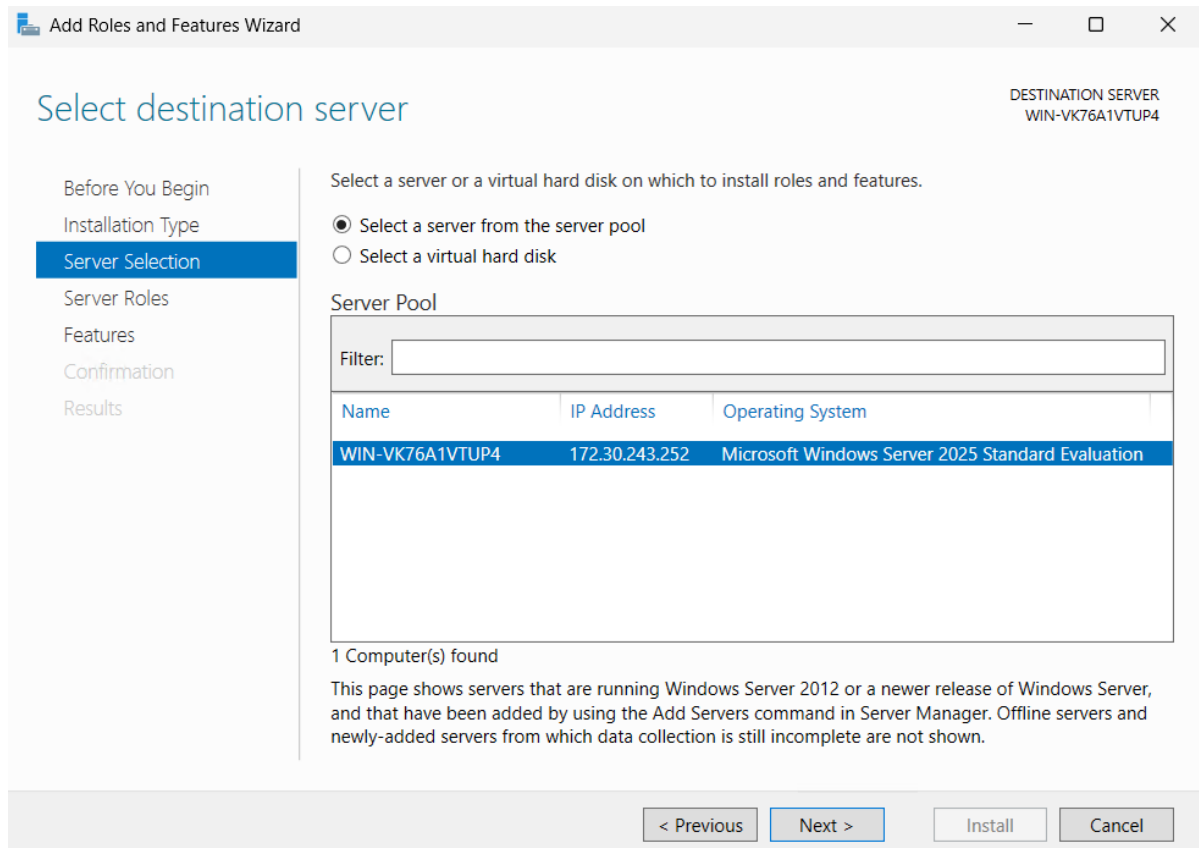 Add Roles and Features Wizard
Select destination server
DESTINATION SERVER
WIN-VK76A1VTUP4
Before You Begin
Installation Type
Server Selection
Server Roles
Features
Confirmation
Results
Select a server or a virtual hard disk on which to install roles and features.
Select a server from the server pool
Select a virtual hard disk
Server Pool
Filter:
Name IP Address Operating System
WIN-VK76A1VTUP4 172.30.243.252 Microsoft Windows Server 2025 Standard Evaluation
1 Computer(s) found
This page shows servers that are running Windows Server 2012 or a newer release of Windows Server,
and that have been added by using the Add Servers command in Server Manager. Offline servers and
newly-added servers from which data collection is still incomplete are not shown.
< Previous Next > Install Cancel